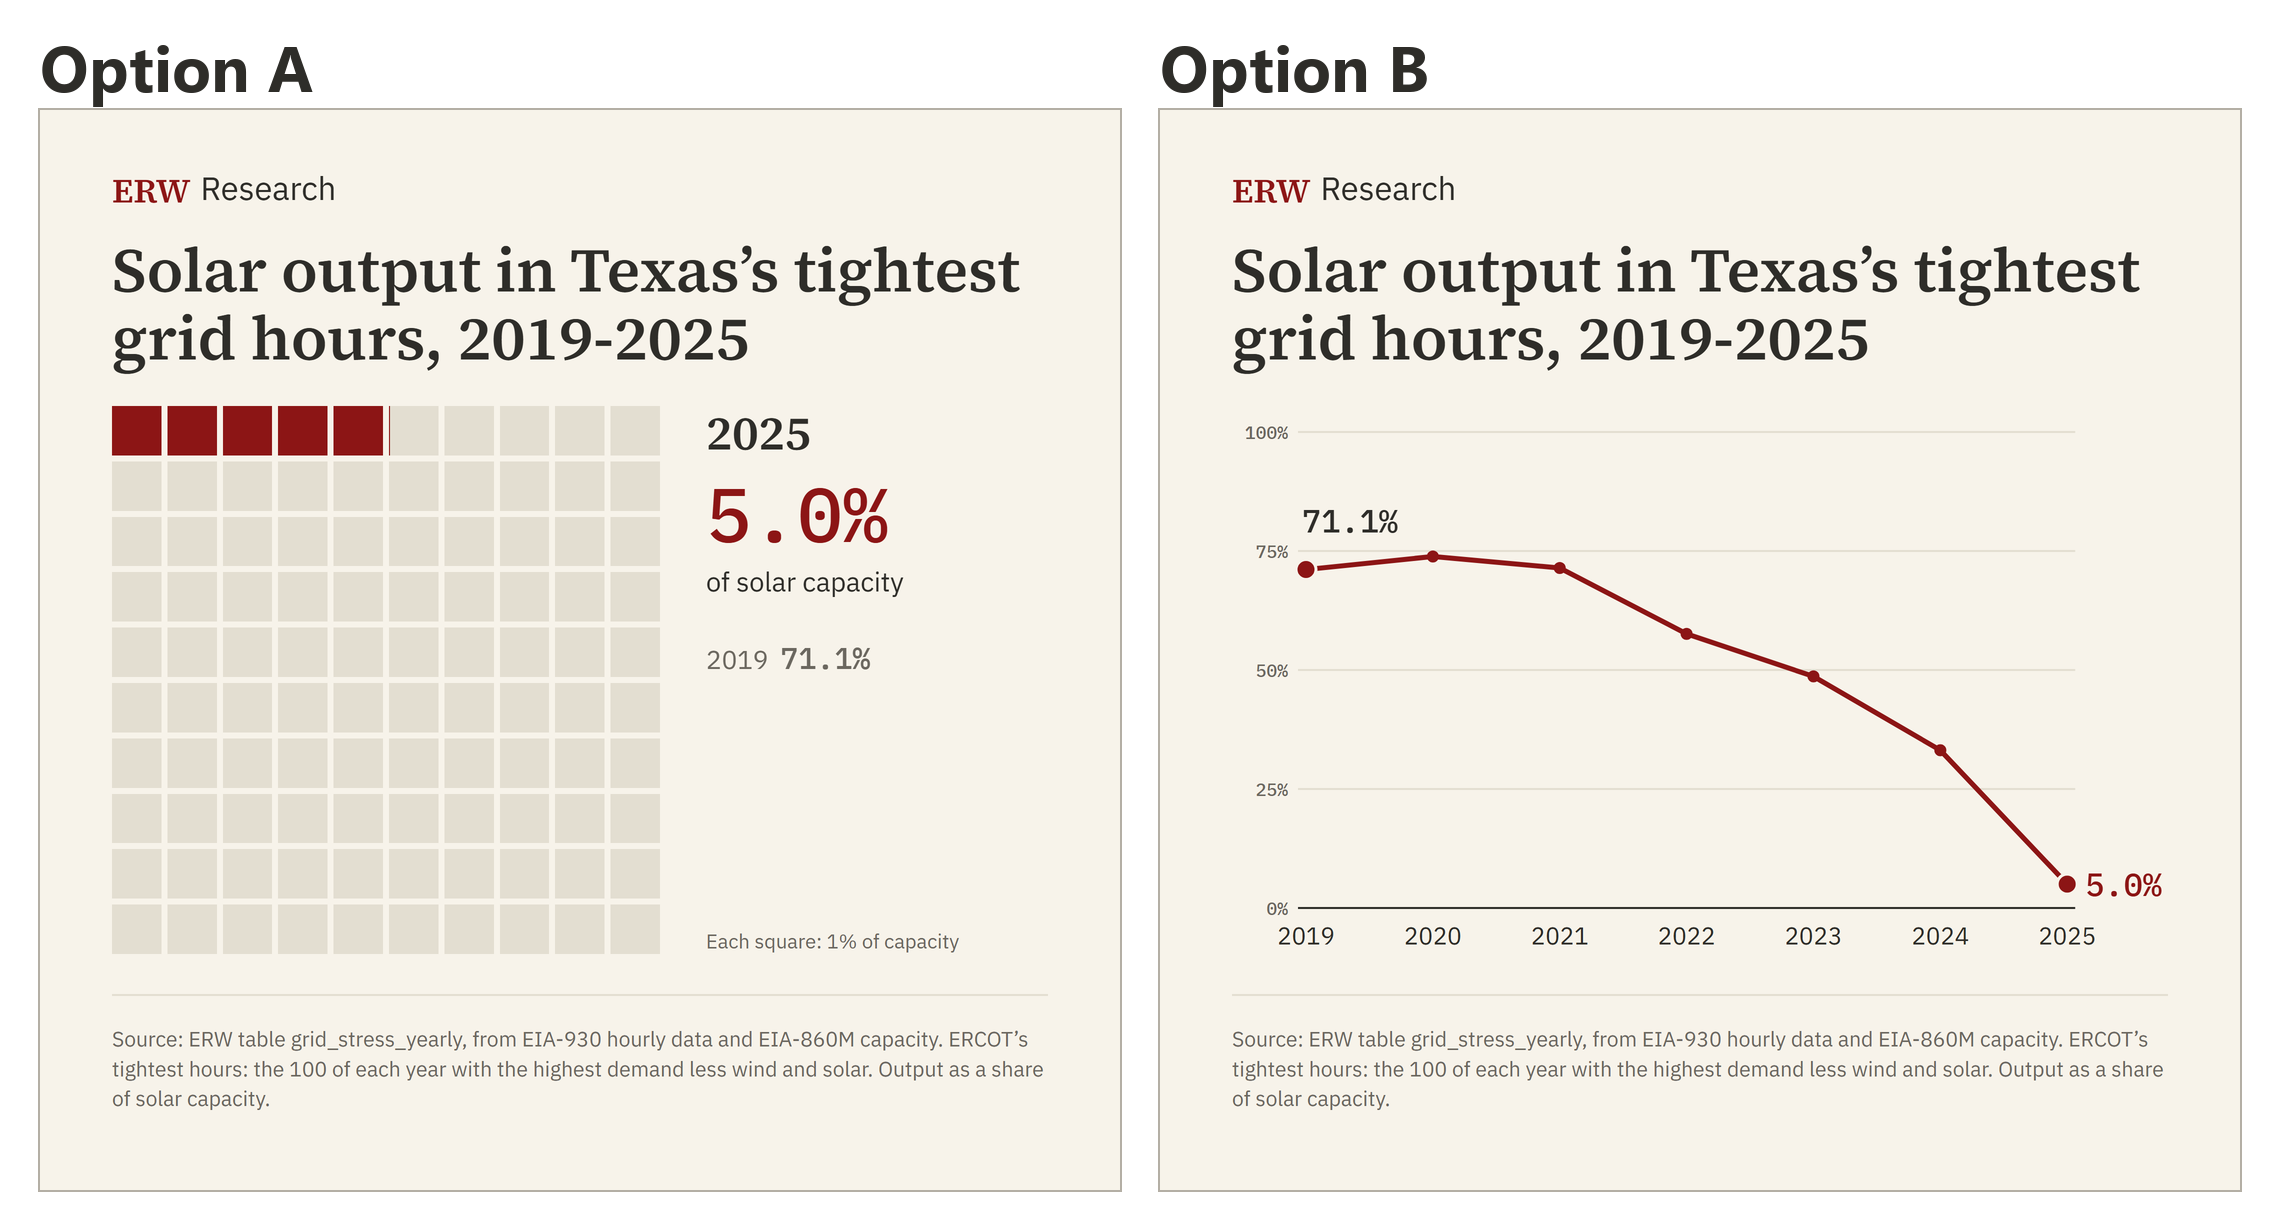 Option A
ERW Research
Solar output in Texas’s tightest
grid hours, 2019-2025
2025
5.0%
of solar capacity
2019 71.1%
Each square: 1% of capacity
Source: ERW table grid_stress_yearly, from EIA-930 hourly data and EIA-860M capacity. ERCOT’s
tightest hours: the 100 of each year with the highest demand less wind and solar. Output as a share
of solar capacity.
Option B
ERW Research
Solar output in Texas’s tightest
grid hours, 2019-2025
100%
71.1%
75%
50%
25%
5.0%
0%
2019 2020 2021 2022 2023 2024 2025
Source: ERW table grid_stress_yearly, from EIA-930 hourly data and EIA-860M capacity. ERCOT’s
tightest hours: the 100 of each year with the highest demand less wind and solar. Output as a share
of solar capacity.